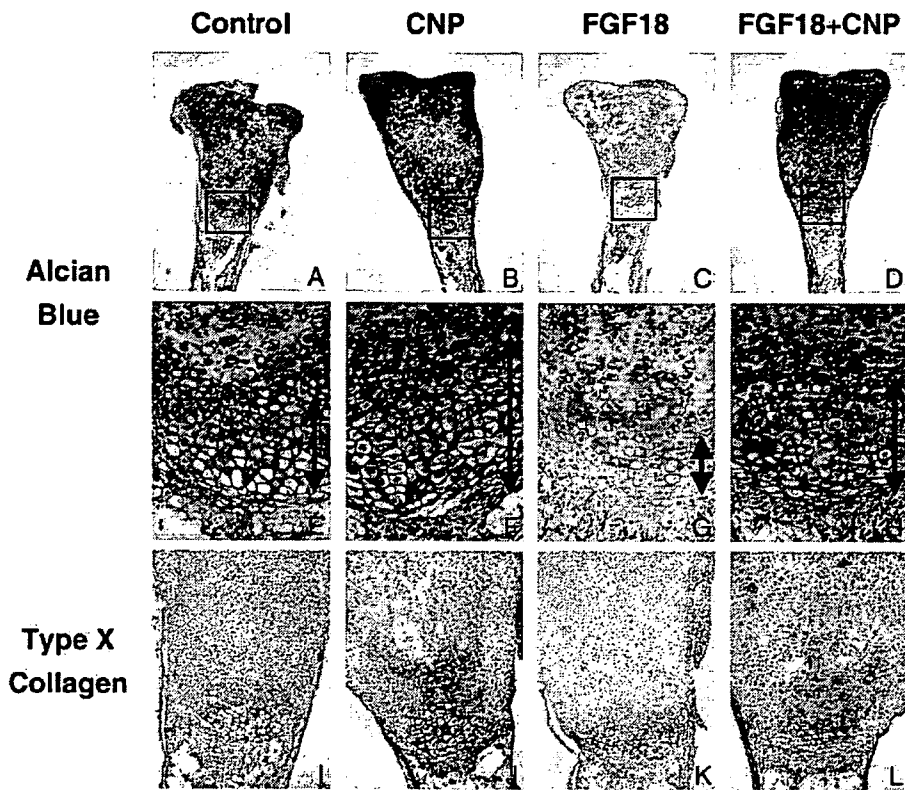 Control CNP FGF18 FGF18+CNP
A B C D
Alcian
Blue
E F G H
Type X
Collagen
I J K L